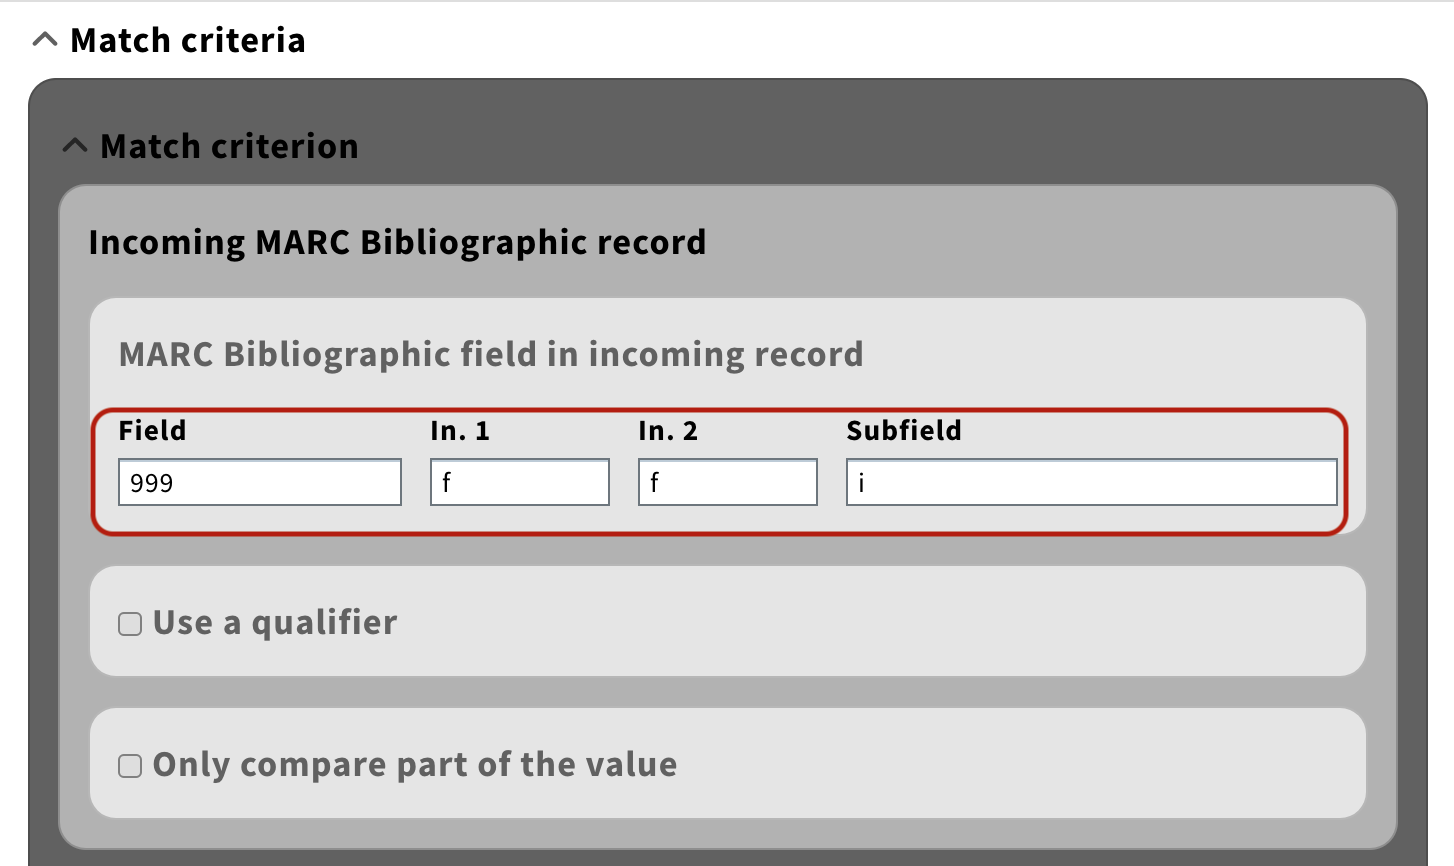 Match criteria
Match criterion
Incoming MARC Bibliographic record
MARC Bibliographic field in incoming record
Field In. 1 In. 2 Subfield
999 f f i
Use a qualifier
Only compare part of the value